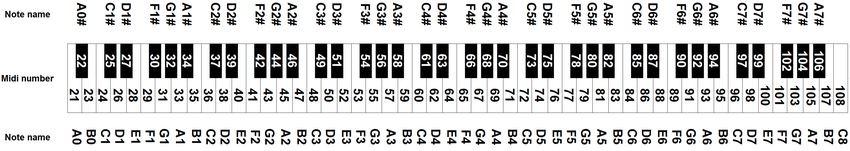 Note name A0# C1# D1# F1# G1# A1# C2# D2# F2# G2# A2# C3# D3# F3# G3# A3# C4# D4# F4# G4# A4# C5# D5# F5# G5# A5# C6# D6# F6# G6# A6# C7# D7# F7# G7# A7#
22 25 27 30 32 34 37 39 42 44 46 49 51 54 56 58 61 63 66 68 70 73 75 78 80 82 85 87 90 92 94 97 99 102 104 106
Midi number
21 23 24 26 28 29 31 33 35 36 38 40 41 43 45 47 48 50 52 53 55 57 59 60 62 64 65 67 69 71 72 74 76 77 79 81 83 84 86 88 89 91 93 95 96 98 100 101 103 105 107 108
Note name A0 B0 C1 D1 E1 F1 G1 A1 B1 C2 D2 E2 F2 G2 A2 B2 C3 D3 E3 F3 G3 A3 B3 C4 D4 E4 F4 G4 A4 B4 C5 D5 E5 F5 G5 A5 B5 C6 D6 E6 F6 G6 A6 B6 C7 D7 E7 F7 G7 A7 B7 C8